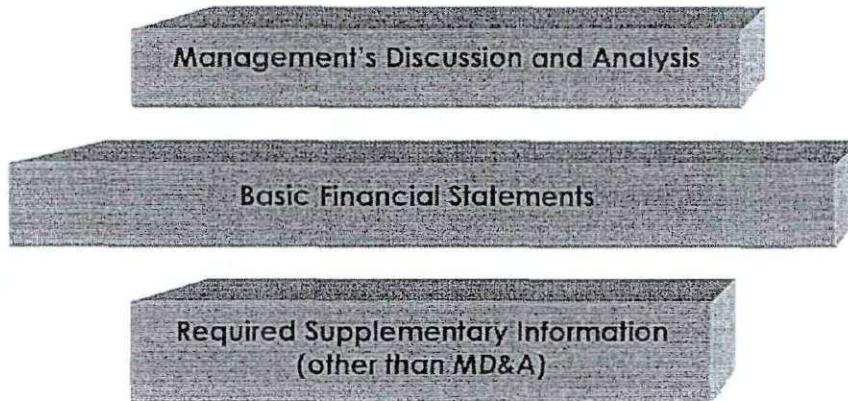 Management's Discussion and Analysis
Basic Financial Statements
Required Supplementary Information
(other than MD&A)